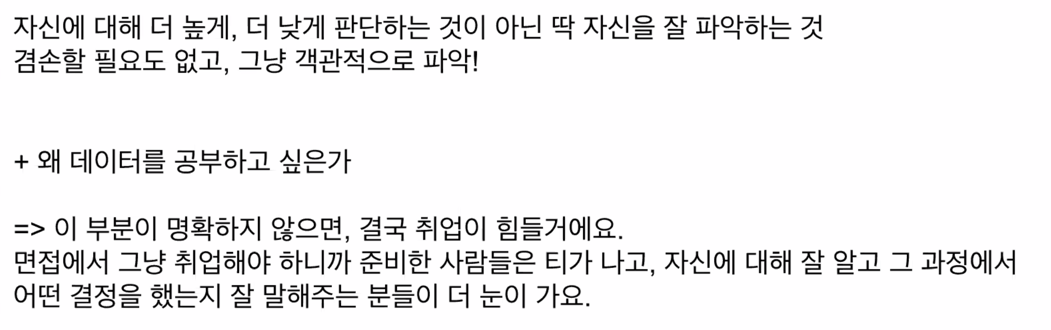 자신에 대해 더 높게, 더 낮게 판단하는 것이 아닌 딱 자신을 잘 파악하는 것
겸손할 필요도 없고, 그냥 객관적으로 파악!
+ 왜 데이터를 공부하고 싶은가
=> 이 부분이 명확하지 않으면, 결국 취업이 힘들거에요.
면접에서 그냥 취업해야 하니까 준비한 사람들은 티가 나고, 자신에 대해 잘 알고 그 과정에서
어떤 결정을 했는지 잘 말해주는 분들이 더 눈이 가요.